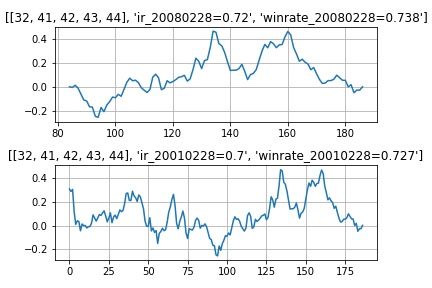 [[32, 41, 42, 43, 44], 'ir_20080228=0.72', 'winrate_20080228=0.738']
0.4
0.2
0.0
−0.2
80 100 120 140 160 180
[[32, 41, 42, 43, 44], 'ir_20010228=0.7', 'winrate_20010228=0.727']
0.4
0.2
0.0
−0.2
0 25 50 75 100 125 150 175